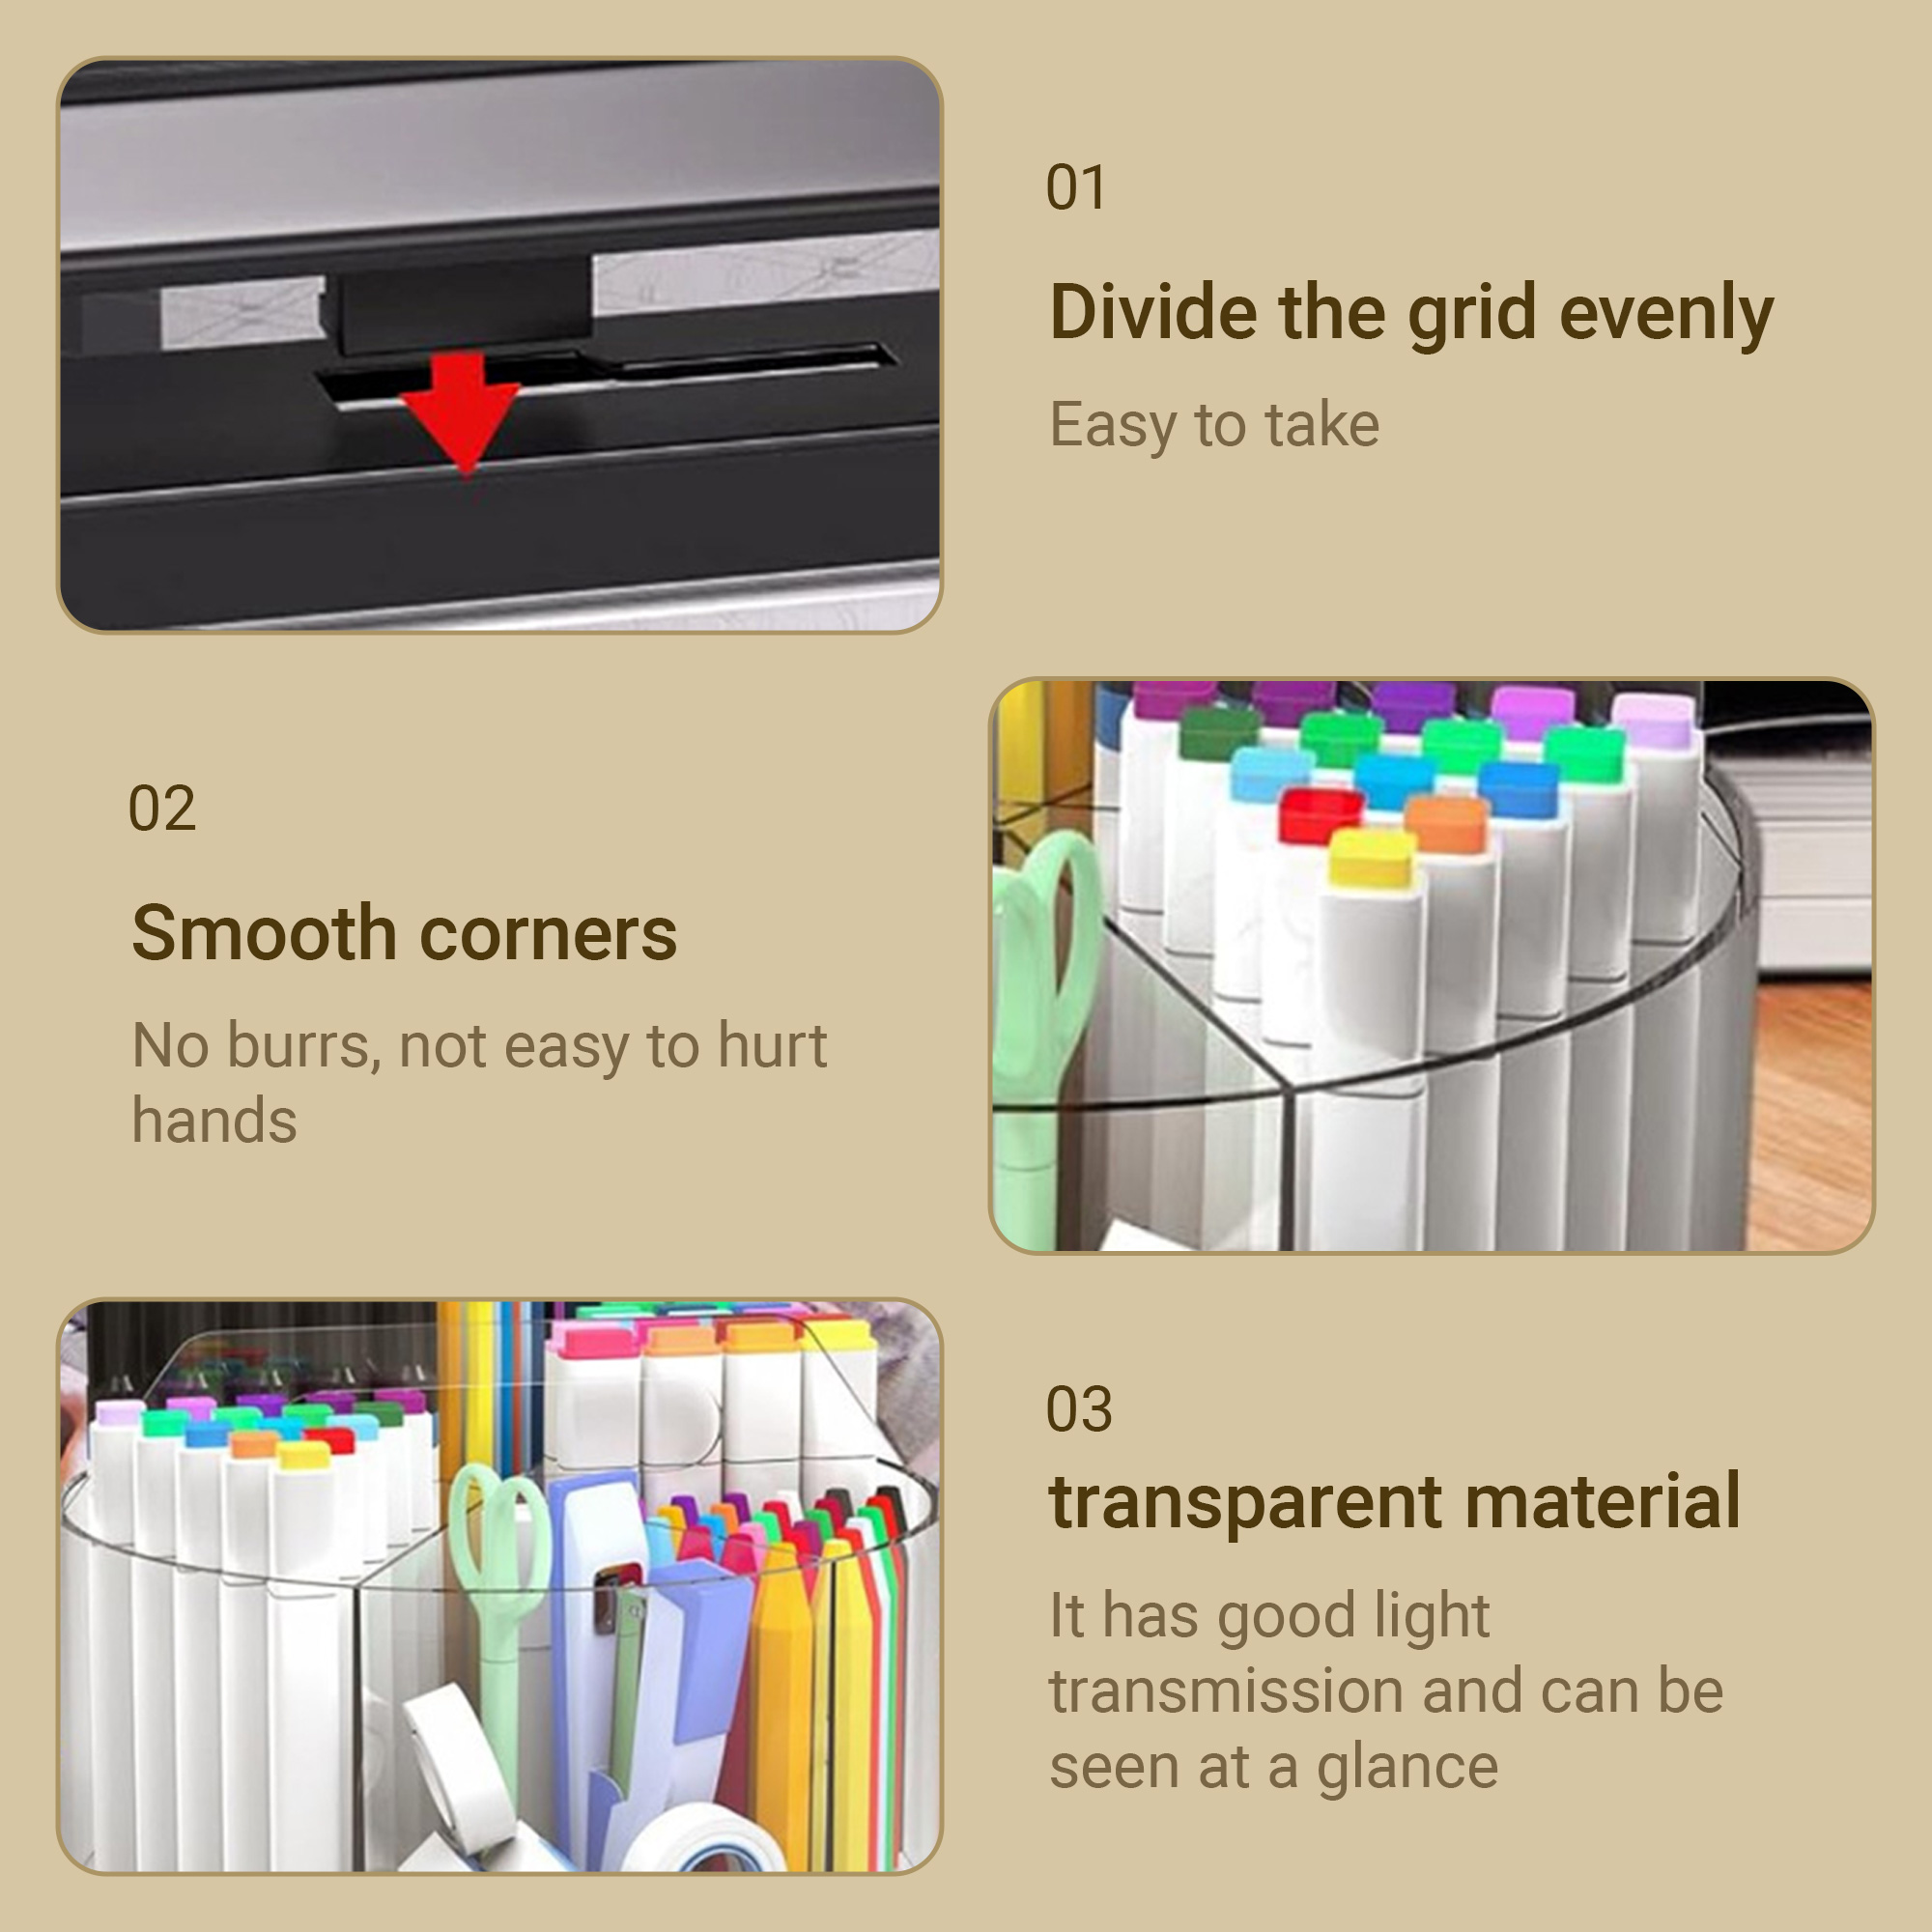 01
Divide the grid evenly
Easy to take
02
Smooth corners
No burrs, not easy to hurt
hands
03
transparent material
It has good light
transmission and can be
seen at a glance